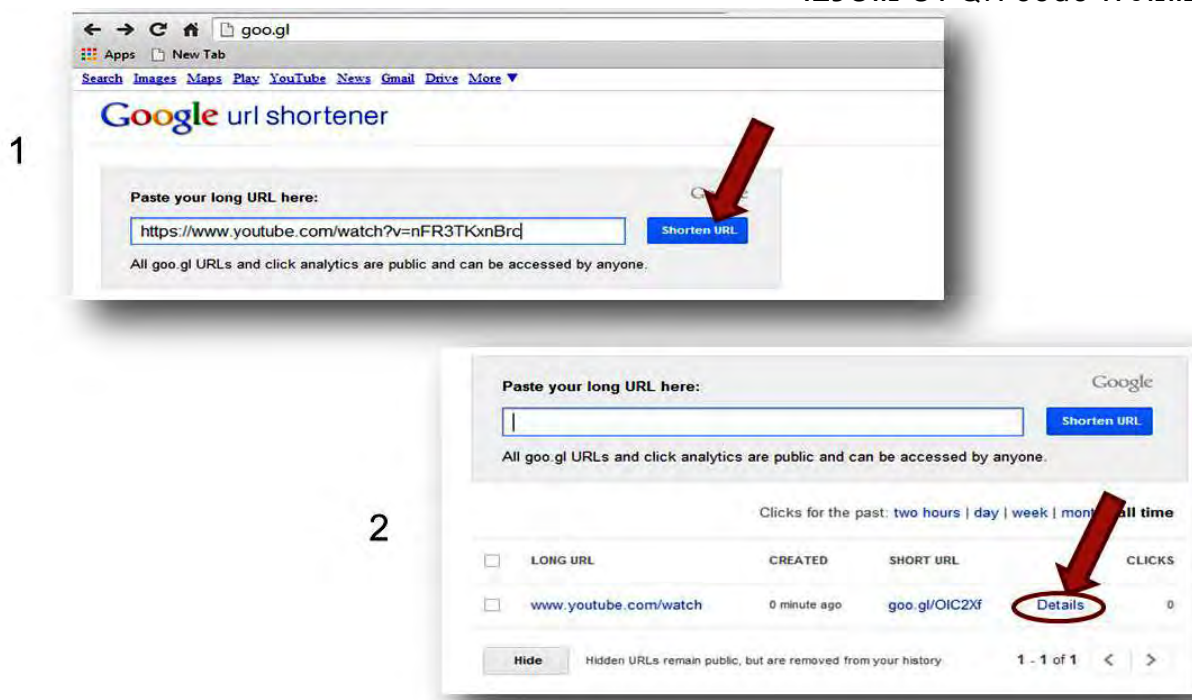 goo.gl
Apps New Tab
Search Images Maps Play YouTube News Gmail Drive More ▼
Google url shortener
1
Paste your long URL here:
https://www.youtube.com/watch?v=nFR3TKxnBrc
Shorten URL
All goo.gl URLs and click analytics are public and can be accessed by anyone.
Paste your long URL here: Google
Shorten URL
All goo.gl URLs and click analytics are public and can be accessed by anyone.
2
Clicks for the past: two hours | day | week | all time
LONG URL CREATED SHORT URL CLICKS
www.youtube.com/watch 0 minute ago goo.gl/OIC2Xf Details 0
Hide Hidden URLs remain public, but are removed from your history 1 - 1 of 1 < >